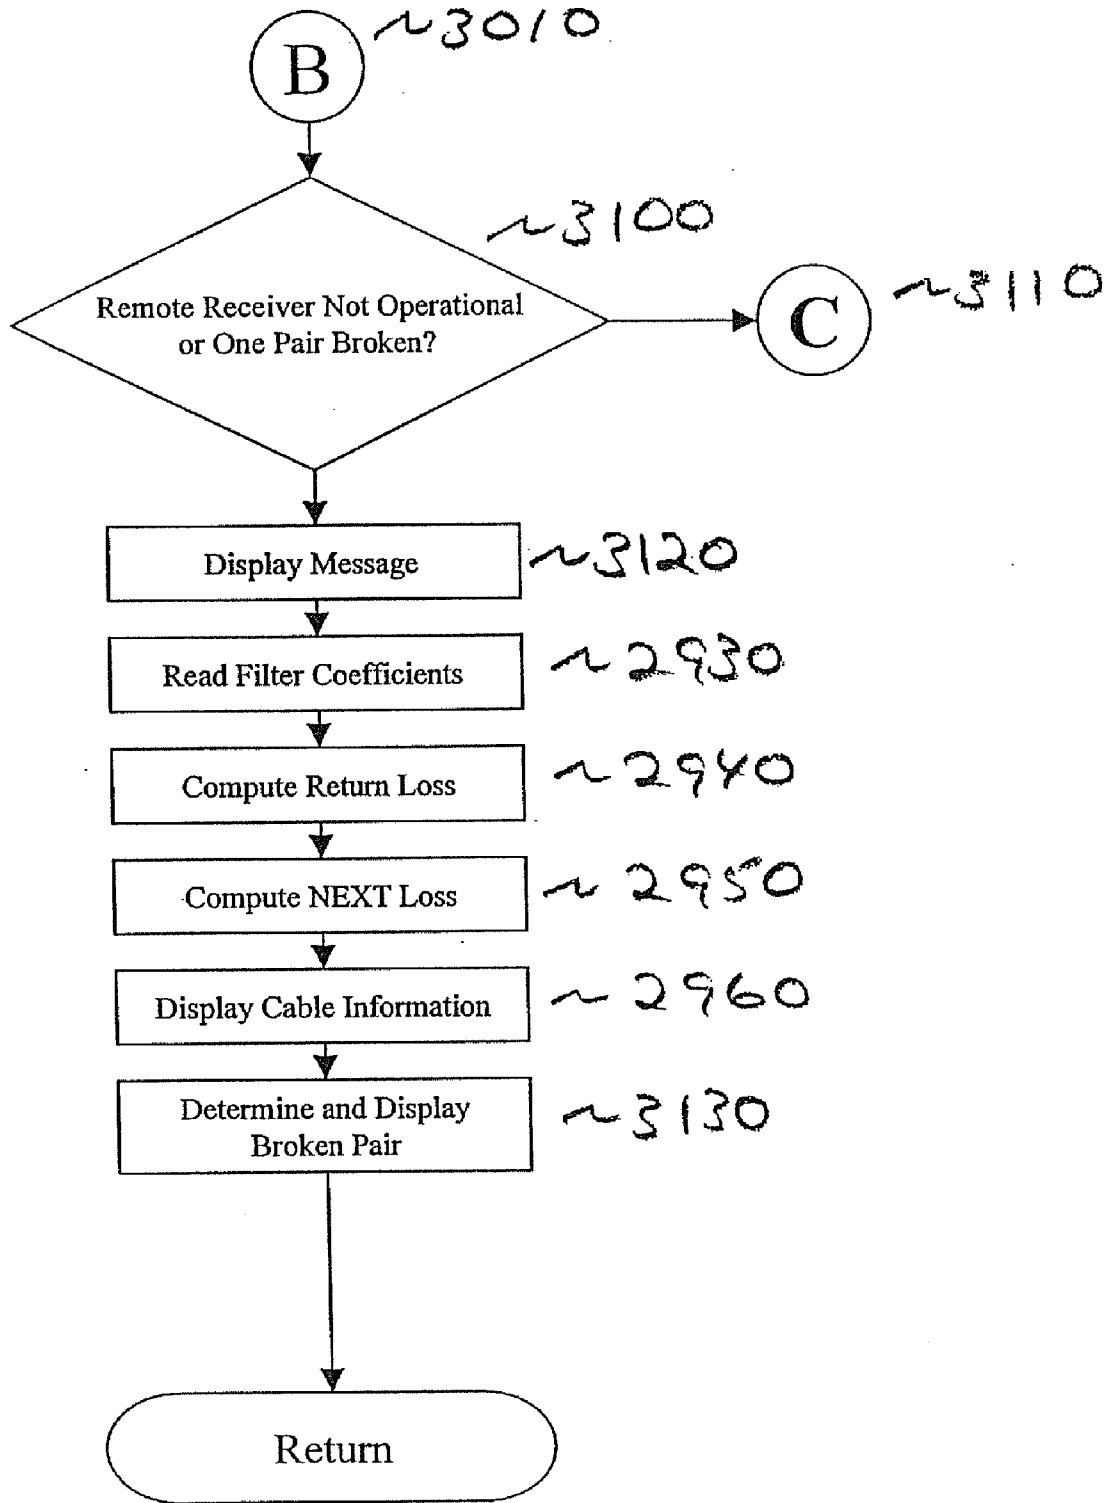 B
~3010
~3100
Remote Receiver Not Operational
or One Pair Broken?
C
~3110
Display Message
~3120
Read Filter Coefficients
~2930
Compute Return Loss
~2940
Compute NEXT Loss
~2950
Display Cable Information
~2960
Determine and Display
Broken Pair
~3130
Return